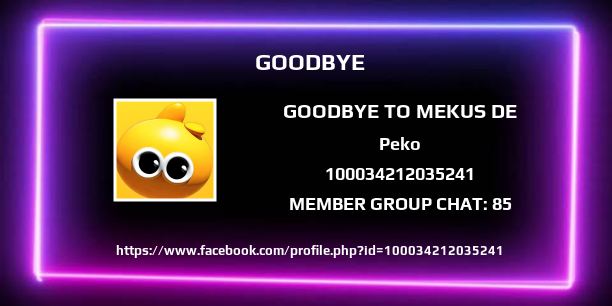 GOODBYE
GOODBYE TO MEKUS DE
Peko
100034212035241
MEMBER GROUP CHAT: 85
https://www.facebook.com/profile.php?id=100034212035241